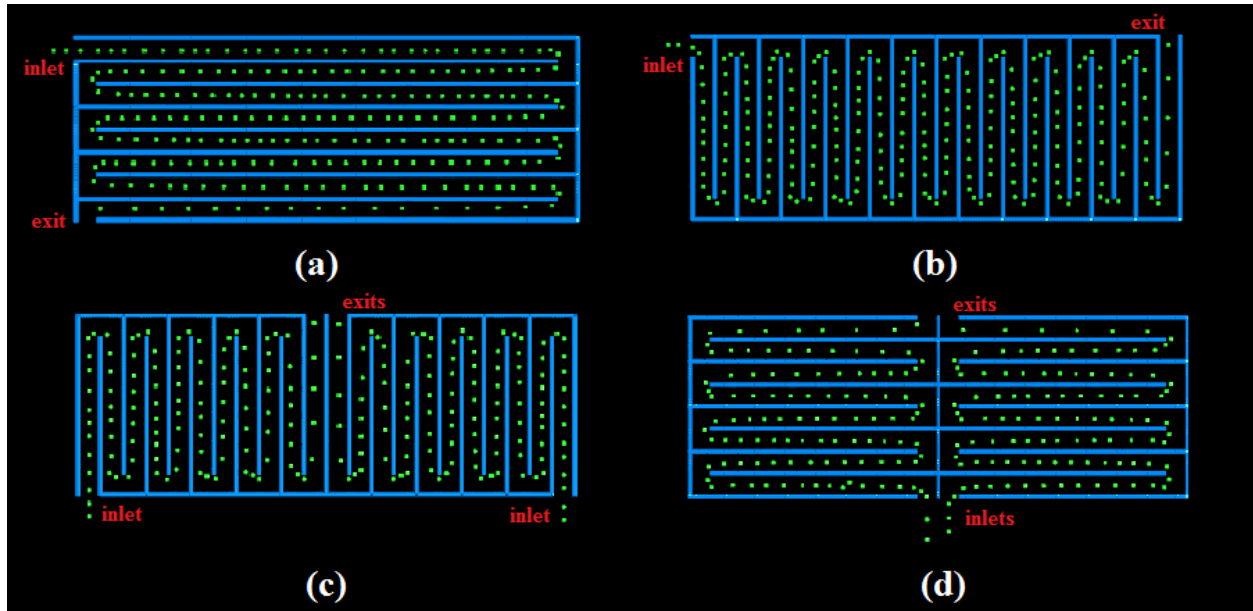 inlet
exit
(a)
exit
inlet
(b)
exits
inlet
inlet
(c)
exits
inlets
(d)